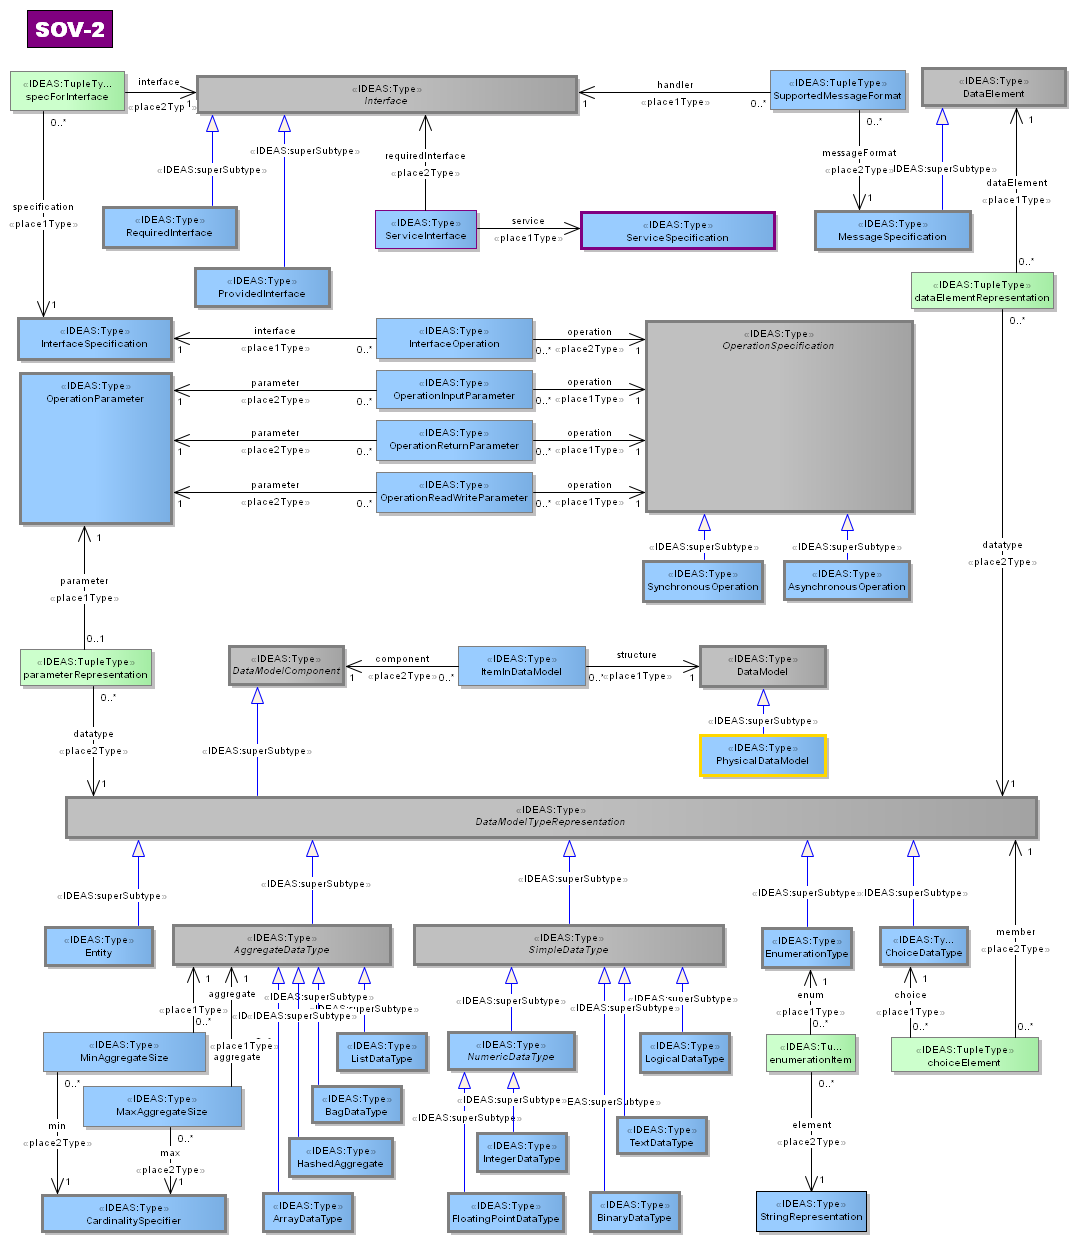 SOV-2
«IDEAS:TupleTy...
specForInterface
interface
«place2Typ
1
«IDEAS:Type»
Interface
handler
«place1Type»
1
0..*
«IDEAS:TupleType»
SupportedMessageFormat
«IDEAS:Type»
DataElement
0..*
0..*
1
«IDEAS:superSubtype»
«IDEAS:superSubtype»
requiredInterface
«place2Type»
messageFormat
«place2Type»
«IDEAS:superSubtype»
dataElement
«place1Type»
specification
«place1Type»
1
«IDEAS:Type»
RequiredInterface
«IDEAS:Type»
ServiceInterface
service
«place1Type»
«IDEAS:Type»
ServiceSpecification
«IDEAS:Type»
MessageSpecification
0..*
«IDEAS:Type»
ProvidedInterface
«IDEAS:TupleType»
dataElementRepresentation
1
0..*
«IDEAS:Type»
InterfaceSpecification
interface
«place1Type»
1
0..*
«IDEAS:Type»
InterfaceOperation
operation
«place2Type»
0..*
1
«IDEAS:Type»
OperationSpecification
«IDEAS:Type»
OperationParameter
parameter
«place2Type»
1
0..*
«IDEAS:Type»
OperationInputParameter
operation
«place1Type»
0..*
1
parameter
«place2Type»
1
0..*
«IDEAS:Type»
OperationReturnParameter
operation
«place1Type»
0..*
1
parameter
«place2Type»
1
0..*
«IDEAS:Type»
OperationReadWriteParameter
operation
«place1Type»
0..*
1
1
«IDEAS:superSubtype»
«IDEAS:superSubtype»
datatype
«place2Type»
parameter
«place1Type»
«IDEAS:Type»
SynchronousOperation
«IDEAS:Type»
AsynchronousOperation
0..1
«IDEAS:TupleType»
parameterRepresentation
«IDEAS:Type»
DataModelComponent
component
«place2Type»
1
0..*
«IDEAS:Type»
ItemInDataModel
structure
«place1Type»
0..*
1
«IDEAS:Type»
DataModel
0..*
datatype
«place2Type»
«IDEAS:superSubtype»
«IDEAS:superSubtype»
«IDEAS:Type»
PhysicalDataModel
1
1
«IDEAS:Type»
DataModelTypeRepresentation
1
«IDEAS:superSubtype»
«IDEAS:superSubtype»
«IDEAS:superSubtype»
«IDEAS:superSubtype»
«IDEAS:superSubtype»
member
«place2Type»
«IDEAS:Type»
Entity
«IDEAS:Type»
AggregateDataType
«IDEAS:Type»
SimpleDataType
«IDEAS:Type»
EnumerationType
«IDEAS:Ty...
ChoiceDataType
1
1
aggregate
«place1Type»
0..*
«IDEAS:superSubtype»
«IDEAS:superSubtype»
«IDEAS:superSubtype»
«IDEAS:superSubtype»
1
enum
«place1Type»
0..*
1
choice
«place1Type»
0..*
0..*
«IDEAS:Type»
MinAggregateSize
«place1Type»
aggregate
«IDEAS:Type»
ListDataType
«IDEAS:Type»
NumericDataType
«IDEAS:Type»
LogicalDataType
«IDEAS:Tu...
enumerationItem
«IDEAS:TupleType»
choiceElement
0..*
«IDEAS:Type»
MaxAggregateSize
«IDEAS:Type»
BagDataType
«IDEAS:superSubtype»
«IDEAS:superSubtype»
0..*
min
«place2Type»
0..*
max
«place2Type»
«IDEAS:Type»
HashedAggregate
«IDEAS:Type»
IntegerDataType
«IDEAS:Type»
TextDataType
element
«place2Type»
1
1
1
«IDEAS:Type»
CardinalitySpecifier
«IDEAS:Type»
ArrayDataType
«IDEAS:Type»
FloatingPointDataType
«IDEAS:Type»
BinaryDataType
«IDEAS:Type»
StringRepresentation